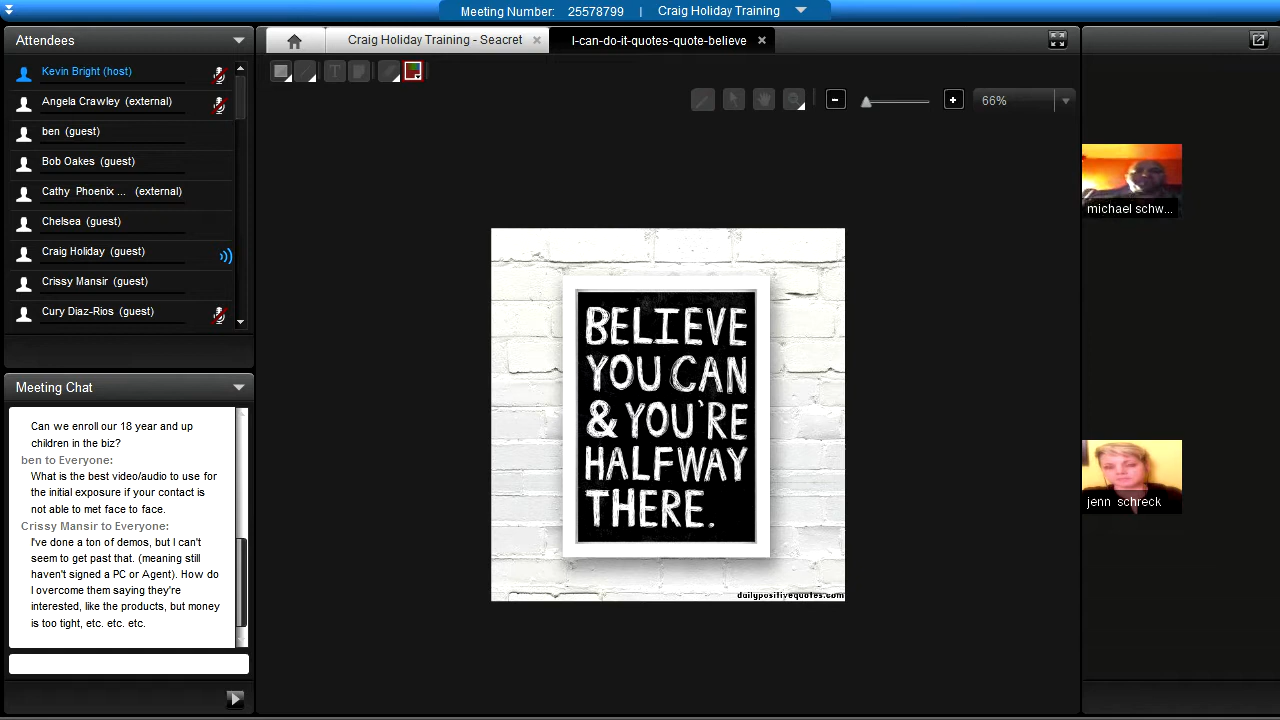 Meeting Number: 25578799 | Craig Holiday Training
Attendees
Kevin Bright (host)
Angela Crawley (external)
ben (guest)
Bob Oakes (guest)
Cathy Phoenix ... (external)
Chelsea (guest)
Craig Holiday (guest)
Crissy Mansir (guest)
Cury Diaz-Rios (guest)
Meeting Chat
Can we enroll our 18 year and up
children in the biz?
ben to Everyone:
What is the best video/audio to use for
the initial exposure if your contact is
not able to met face to face.
Crissy Mansir to Everyone:
I've done a ton of demos, but I can't
seem to get past that (meaning still
haven't signed a PC or Agent). How do
I overcome them saying they're
interested, like the products, but money
is too tight, etc. etc. etc.
Craig Holiday Training - Seacret
I-can-do-it-quotes-quote-believe
T
66%
BELIEVE
YOU CAN
& YOU'RE
HALFWAY
THERE.
dailypositivequotes.com
michael schw...
jenn schreck